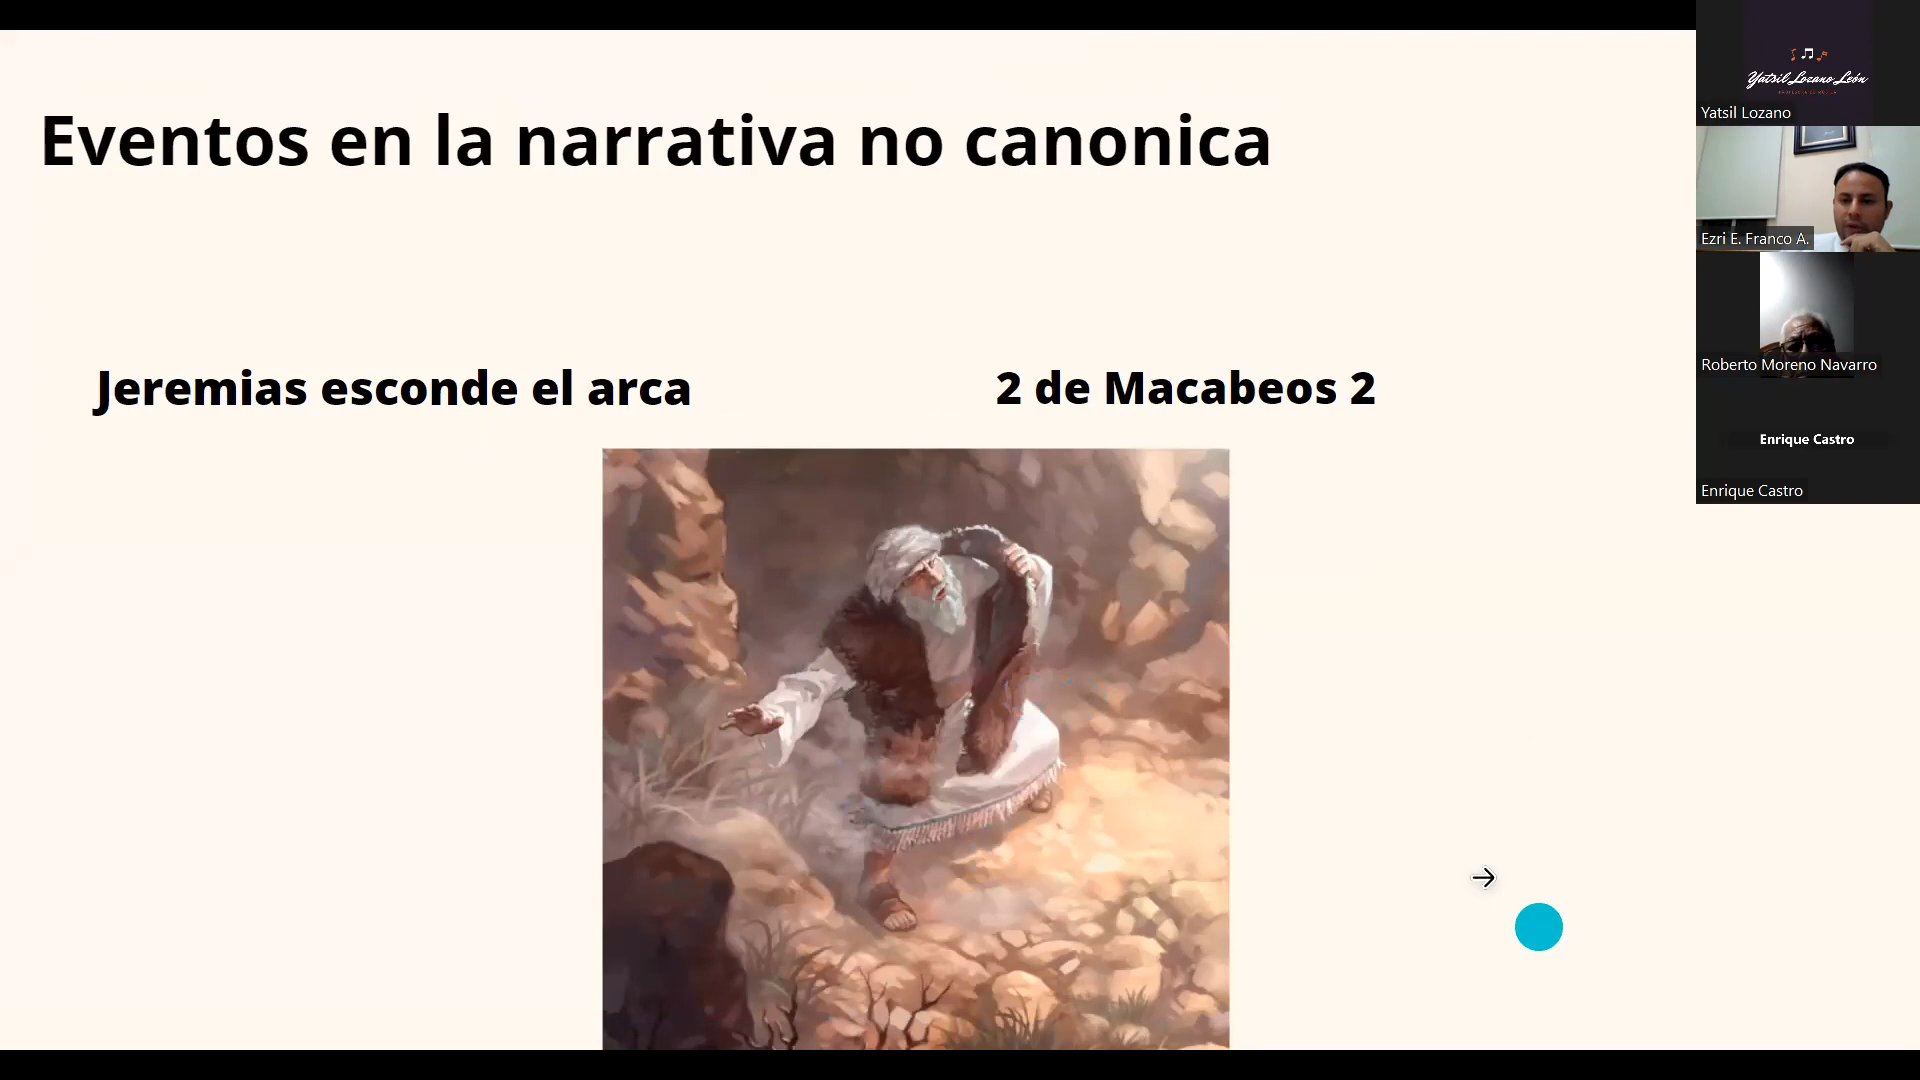 Eventos en la narrativa no canonica
Jeremias esconde el arca
2 de Macabeos 2
Yatsil Lozano León
Yatsil Lozano
Ezri E. Franco A.
Roberto Moreno Navarro
Enrique Castro
Enrique Castro